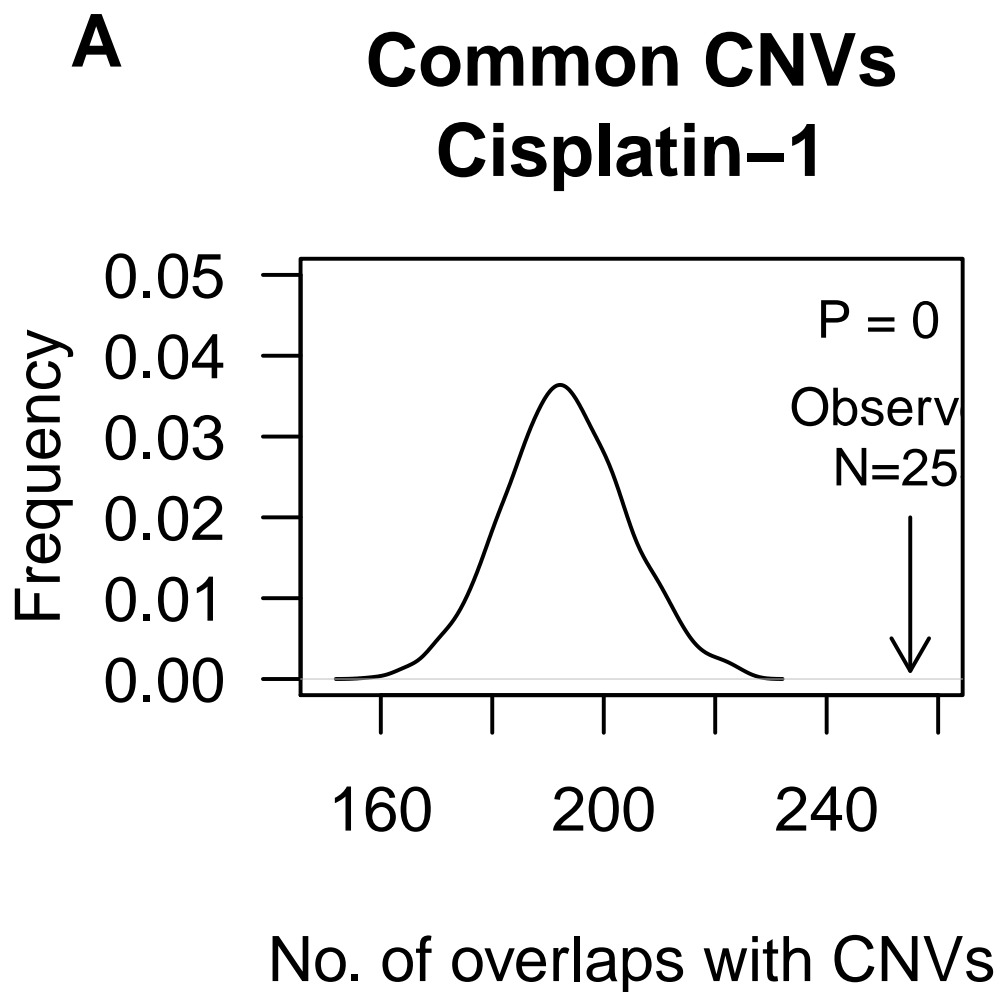 A
Common CNVs
Cisplatin–1
Frequency
0.05
0.04
0.03
0.02
0.01
0.00
P = 0
Observ
N=25
160
200
240
No. of overlaps with CNVs